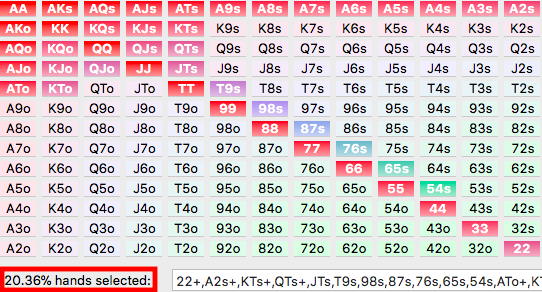 AA AKs AQs AJs ATs A9s A8s A7s A6s A5s A4s A3s A2s
AKo KK KQs KJs KTs K9s K8s K7s K6s K5s K4s K3s K2s
AQo KQo QQ QJs QTs Q9s Q8s Q7s Q6s Q5s Q4s Q3s Q2s
AJo KJo QJo JJ JTs J9s J8s J7s J6s J5s J4s J3s J2s
ATo KTo QTo JTo TT T9s T8s T7s T6s T5s T4s T3s T2s
A9o K9o Q9o J9o T9o 99 98s 97s 96s 95s 94s 93s 92s
A8o K8o Q8o J8o T8o 98o 88 87s 86s 85s 84s 83s 82s
A7o K7o Q7o J7o T7o 97o 87o 77 76s 75s 74s 73s 72s
A6o K6o Q6o J6o T6o 96o 86o 76o 66 65s 64s 63s 62s
A5o K5o Q5o J5o T5o 95o 85o 75o 65o 55 54s 53s 52s
A4o K4o Q4o J4o T4o 94o 84o 74o 64o 54o 44 43s 42s
A3o K3o Q3o J3o T3o 93o 83o 73o 63o 53o 43o 33 32s
A2o K2o Q2o J2o T2o 92o 82o 72o 62o 52o 42o 32o 22
20.36% hands selected: 22+,A2s+,KTs+,QTs+,JTs,T9s,98s,87s,76s,65s,54s,ATo+,KT